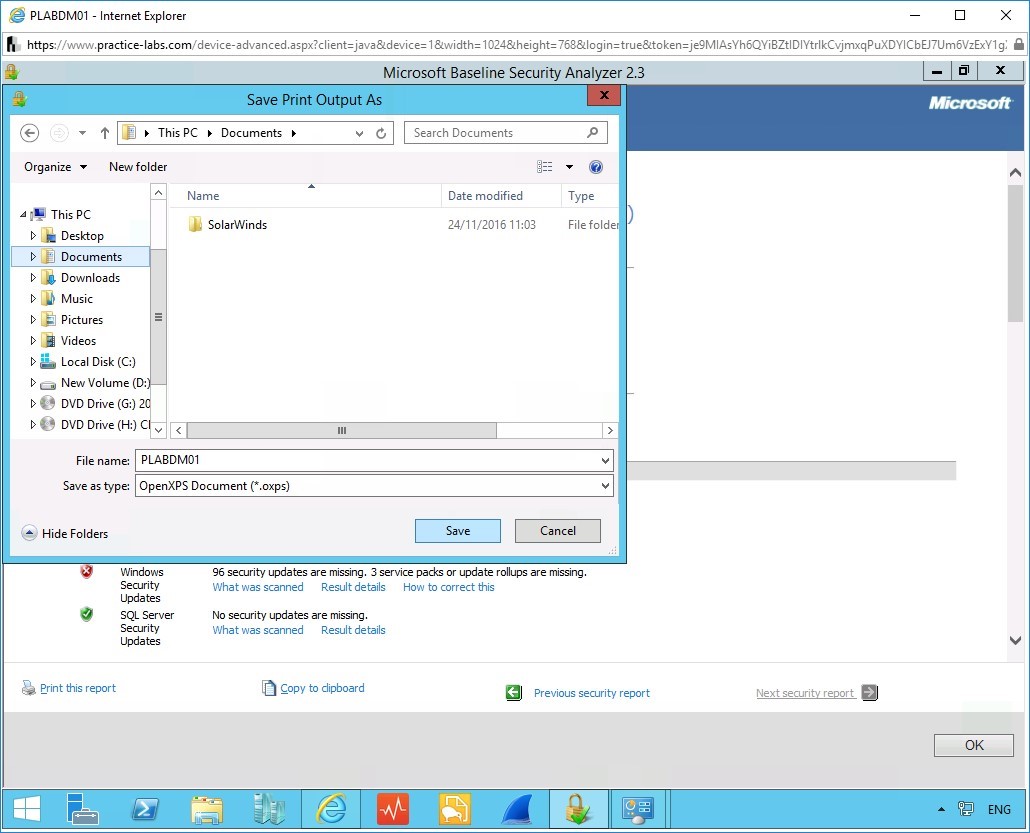 PLABDM01 - Internet Explorer
https://www.practice-labs.com/device-advanced.aspx?client=java&device=1&width=1024&height=768&login=true&token=
Microsoft Baseline Security Analyzer 2.3
Save Print Output As
Microsoft
This PC Documents
Search Documents
Organize New folder
Name Date modified Type
This PC
SolarWinds 24/11/2016 11:03 File folder
Desktop
Documents
Downloads
Music
Pictures
Videos
Local Disk (C:)
New Volume (D:)
DVD Drive (G:) 20
DVD Drive (H:) C
File name: PLABDM01
Save as type: OpenXPS Document (*.oxps)
Hide Folders Save Cancel
Windows Security Updates 96 security updates are missing. 3 service packs or update rollups are missing.
What was scanned Result details How to correct this
SQL Server Security Updates No security updates are missing.
What was scanned Result details
Print this report Copy to clipboard Previous security report Next security report
OK
ENG